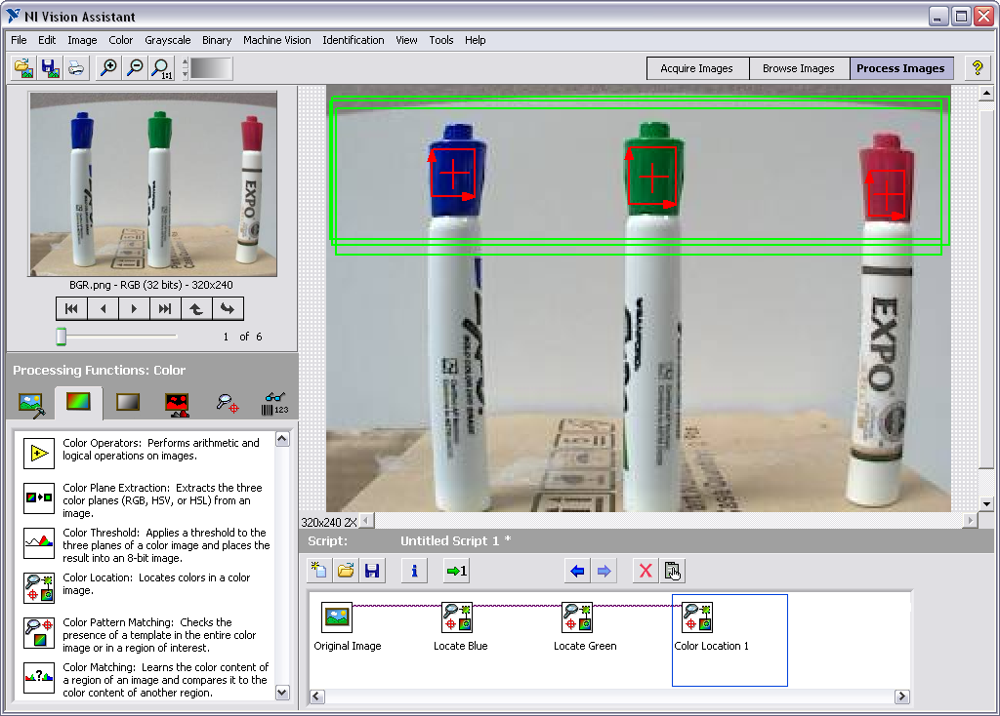 NI Vision Assistant
File Edit Image Color Grayscale Binary Machine Vision Identification View Tools Help
1:1
Acquire Images Browse Images Process Images ?
EXPO
BGR.png - RGB (32 bits) - 320x240
1 of 6
Processing Functions: Color
123
Color Operators: Performs arithmetic and
logical operations on images.
Color Plane Extraction: Extracts the three
color planes (RGB, HSV, or HSL) from an
image.
Color Threshold: Applies a threshold to the
three planes of a color image and places the
result into an 8-bit image.
Color Location: Locates colors in a color
image.
Color Pattern Matching: Checks the
presence of a template in the entire color
image or in a region of interest.
Color Matching: Learns the color content of
a region of an image and compares it to the
color content of another region.
EXPO
320x240 2X
Script: Untitled Script 1 *
1
Original Image Locate Blue Locate Green Color Location 1